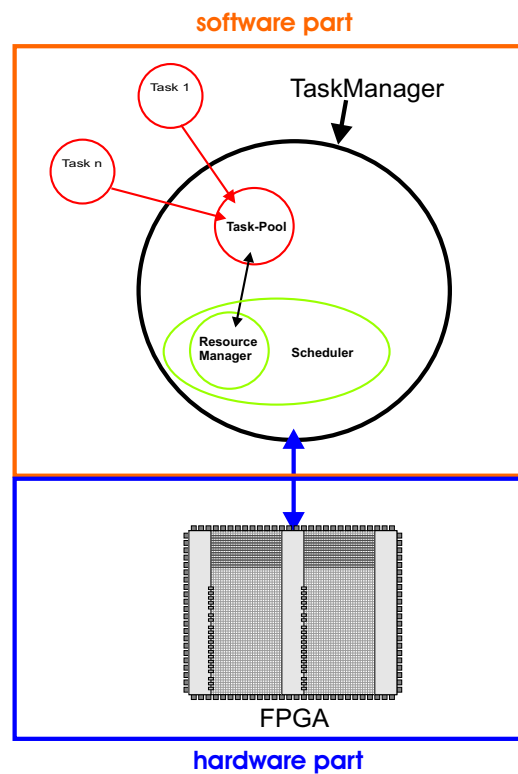 software part
Task 1
TaskManager
Task n
Task-Pool
Resource
Manager
Scheduler
FPGA
hardware part